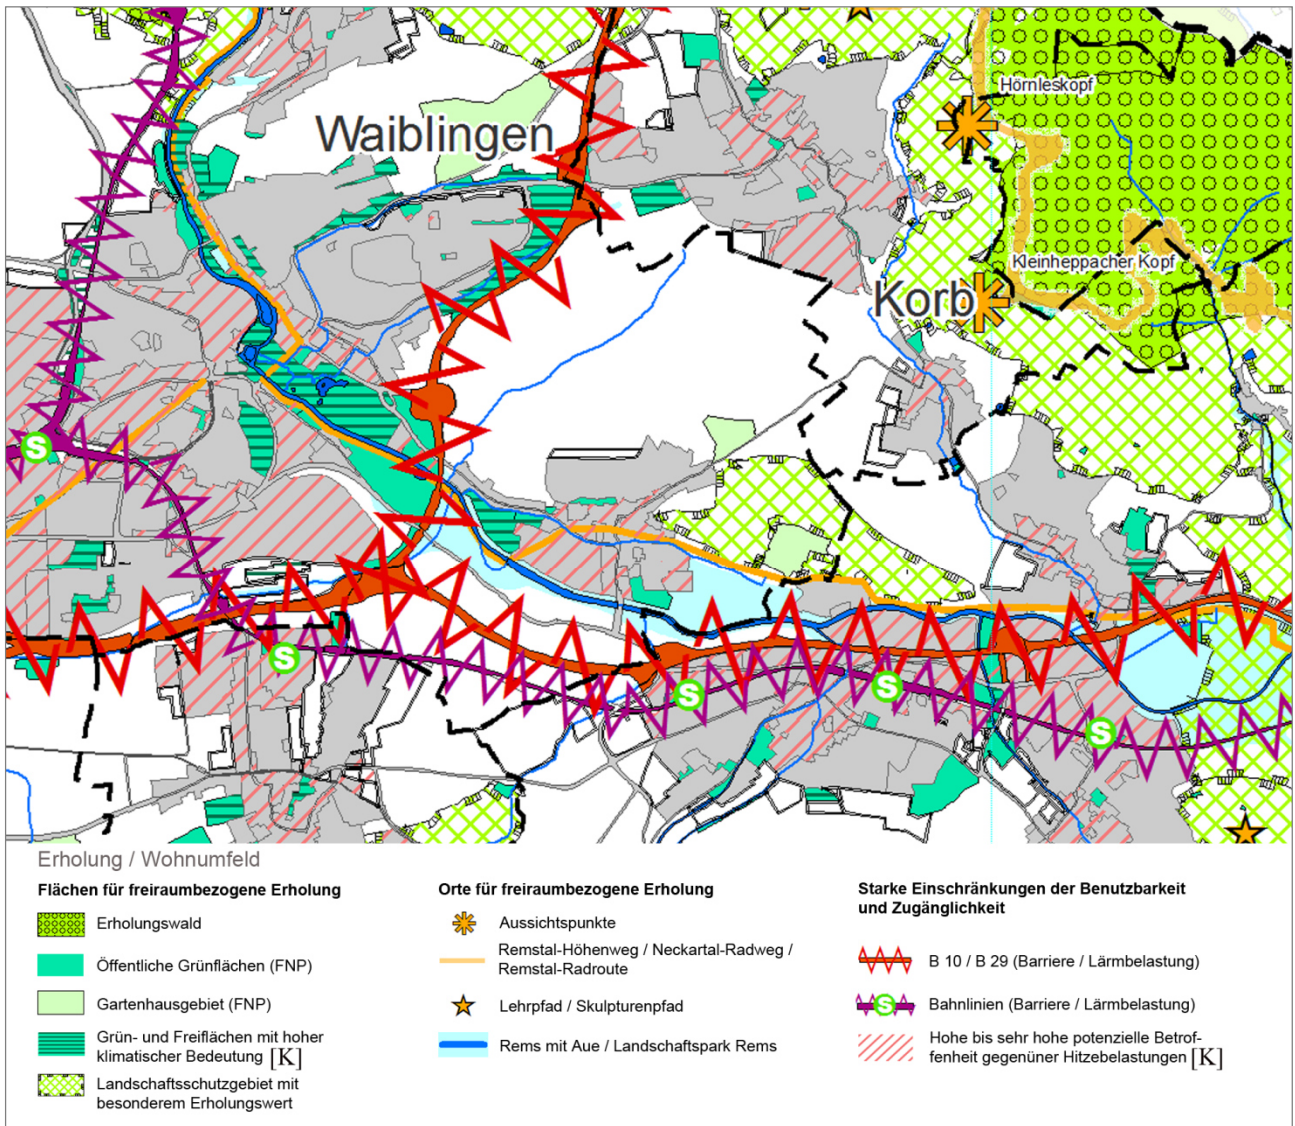 Hörnleskopf
Waiblingen
Kleinheppacher Kopf
Korb
S
S
S
S
S
Erholung / Wohnumfeld
Flächen für freiraumbezogene Erholung
Erholungswald
Öffentliche Grünflächen (FNP)
Gartenhausgebiet (FNP)
Grün- und Freiflächen mit hoher
klimatischer Bedeutung [K]
Landschaftsschutzgebiet mit
besonderem Erholungswert
Orte für freiraumbezogene Erholung
Aussichtspunkte
Remstal-Höhenweg / Neckartal-Radweg /
Remstal-Radroute
Lehrpfad / Skulpturenpfad
Rems mit Aue / Landschaftspark Rems
Starke Einschränkungen der Benutzbarkeit
und Zugänglichkeit
B 10 / B 29 (Barriere / Lärmbelastung)
S
Bahnlinien (Barriere / Lärmbelastung)
Hohe bis sehr hohe potenzielle Betrof-
fenheit gegenüner Hitzebelastungen [K]